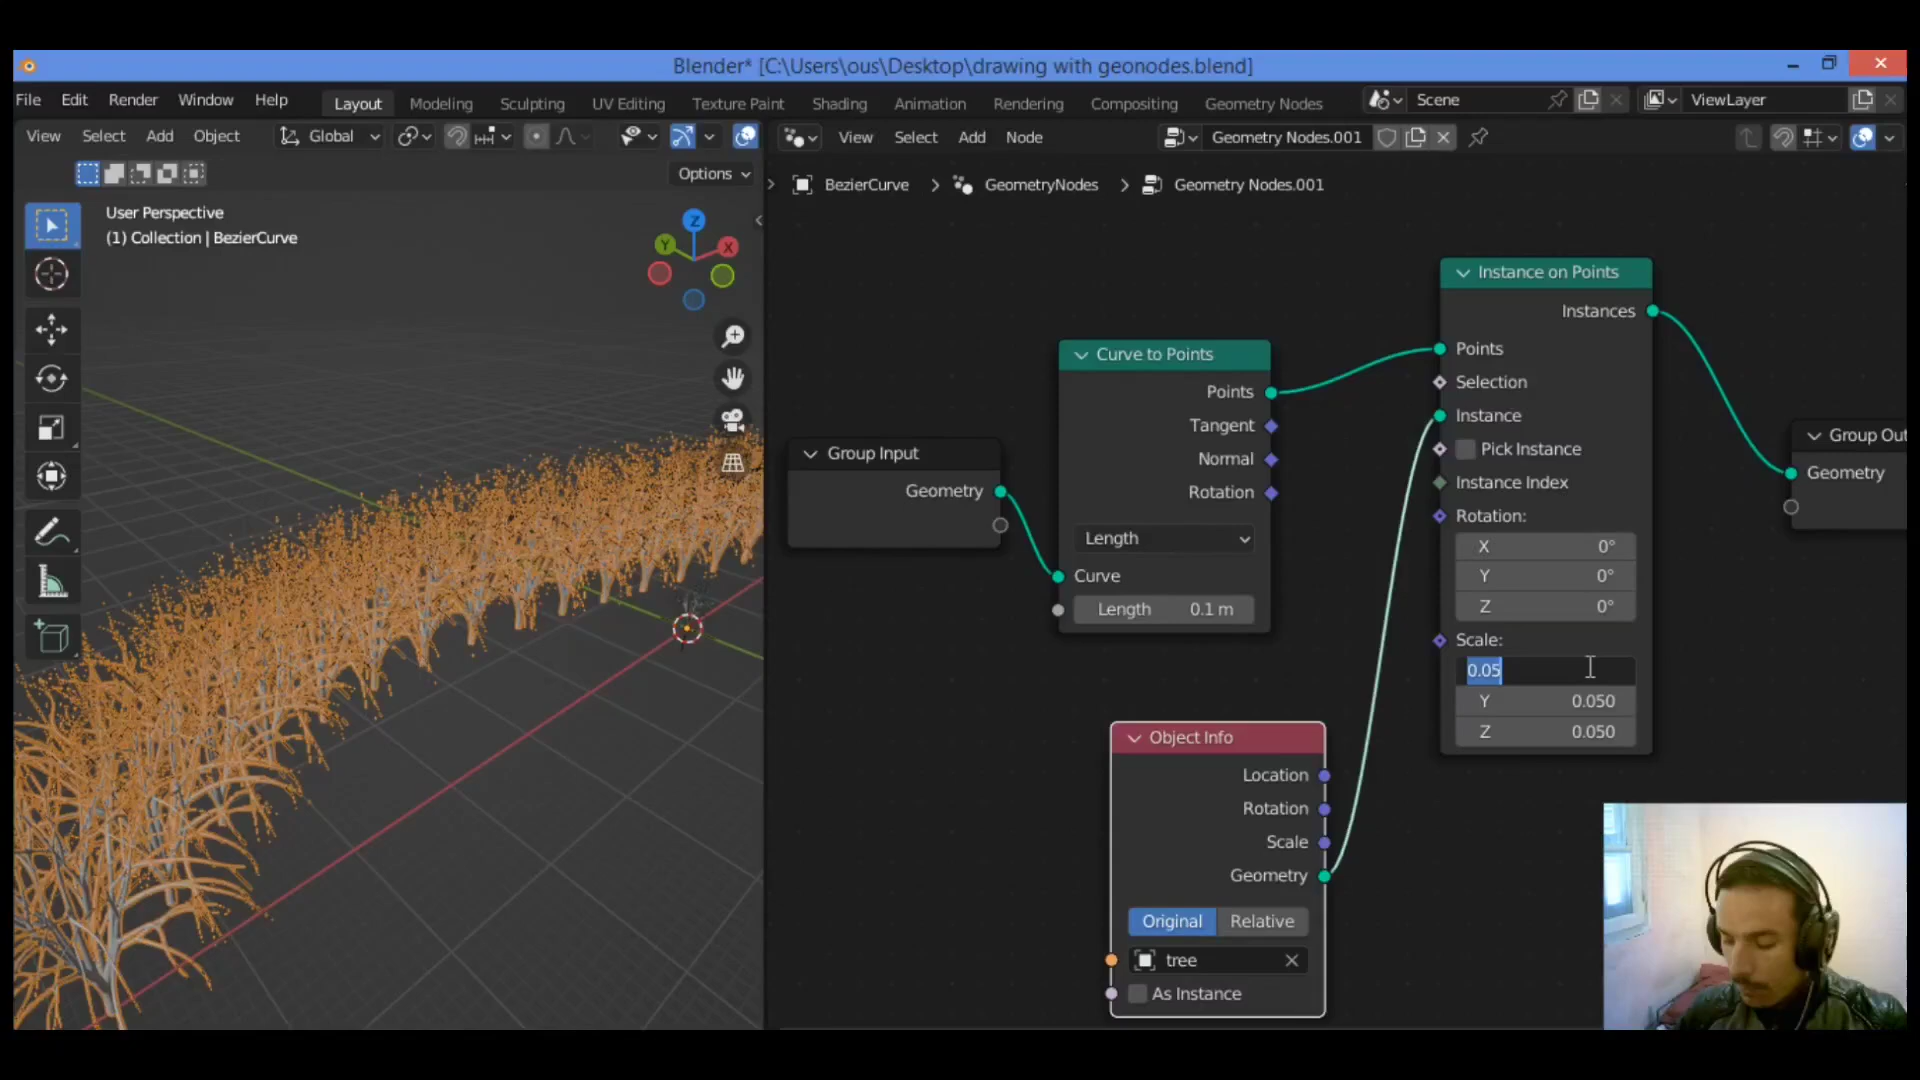 Blender* [C:\Users\ous\Desktop\drawing with geonodes.blend]
File Edit Render Window Help Layout Modeling Sculpting UV Editing Texture Paint Shading Animation Rendering Compositing Geometry Nodes Scene ViewLayer
View Select Add Object Global View Select Add Node Geometry Nodes.001
Options
BezierCurve > GeometryNodes > Geometry Nodes.001
User Perspective
(1) Collection | BezierCurve
Z
Y
X
Group Input
Geometry
Curve to Points
Points
Tangent
Normal
Rotation
Length
Curve
Length 0.1 m
Object Info
Location
Rotation
Scale
Geometry
Original Relative
tree
As Instance
Instance on Points
Instances
Points
Selection
Instance
Pick Instance
Instance Index
Rotation:
X 0°
Y 0°
Z 0°
Scale:
0.05
Y 0.050
Z 0.050
Group Out
Geometry